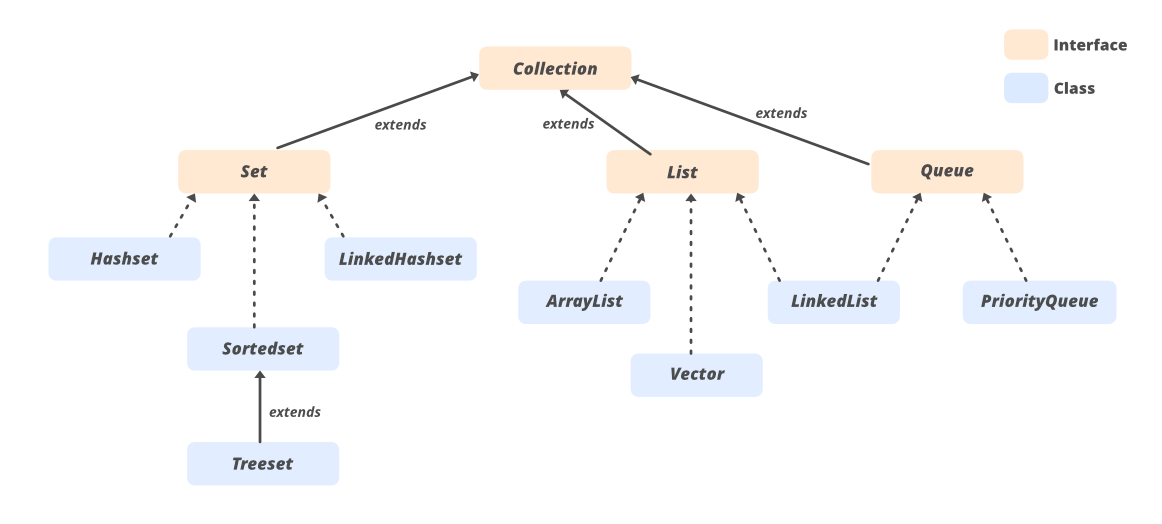 Interface
Collection
Class
extends
extends
extends
Set
List
Queue
Hashset
LinkedHashset
ArrayList
LinkedList
PriorityQueue
Sortedset
Vector
extends
Treeset